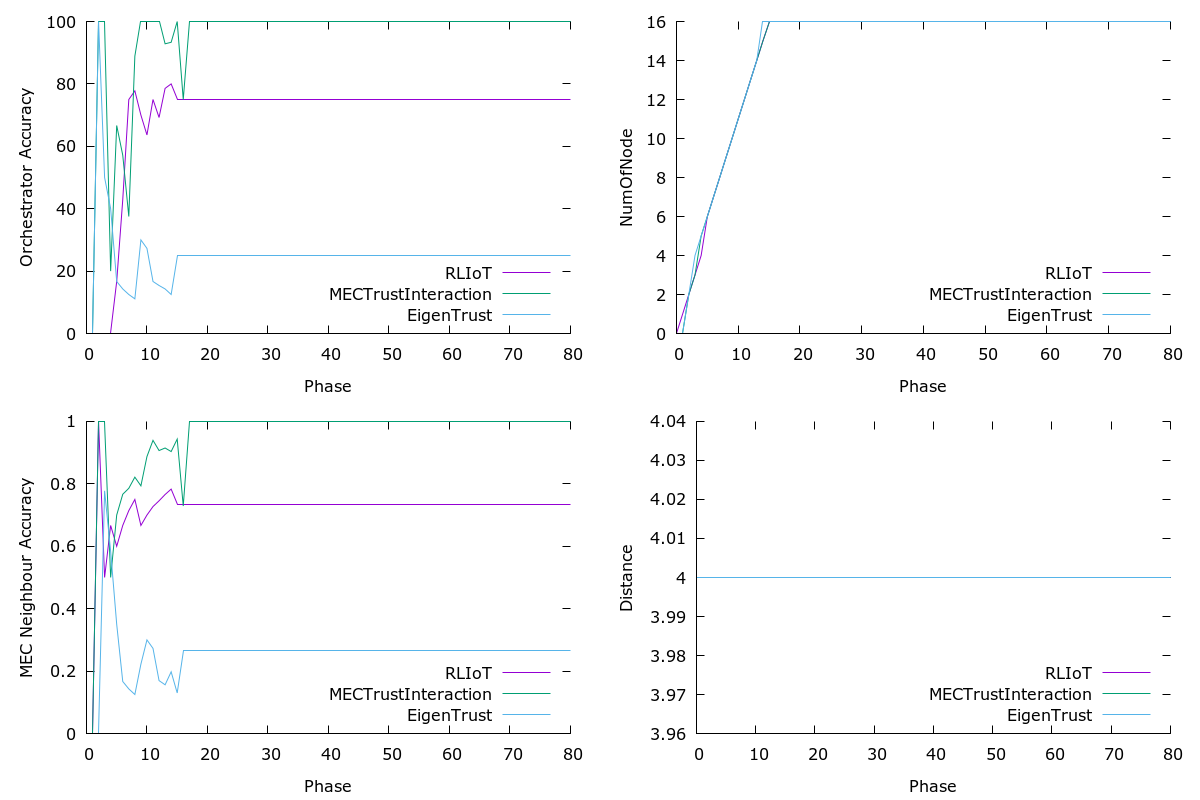 100
80
60
40
20
0
Orchestrator Accuracy
RLIoT
MECTrustInteraction
EigenTrust
0 10 20 30 40 50 60 70 80
Phase
16
14
12
10
8
6
4
2
0
NumOfNode
RLIoT
MECTrustInteraction
EigenTrust
0 10 20 30 40 50 60 70 80
Phase
1
0.8
0.6
0.4
0.2
0
MEC Neighbour Accuracy
RLIoT
MECTrustInteraction
EigenTrust
0 10 20 30 40 50 60 70 80
Phase
4.04
4.03
4.02
4.01
4
3.99
3.98
3.97
3.96
Distance
RLIoT
MECTrustInteraction
EigenTrust
0 10 20 30 40 50 60 70 80
Phase